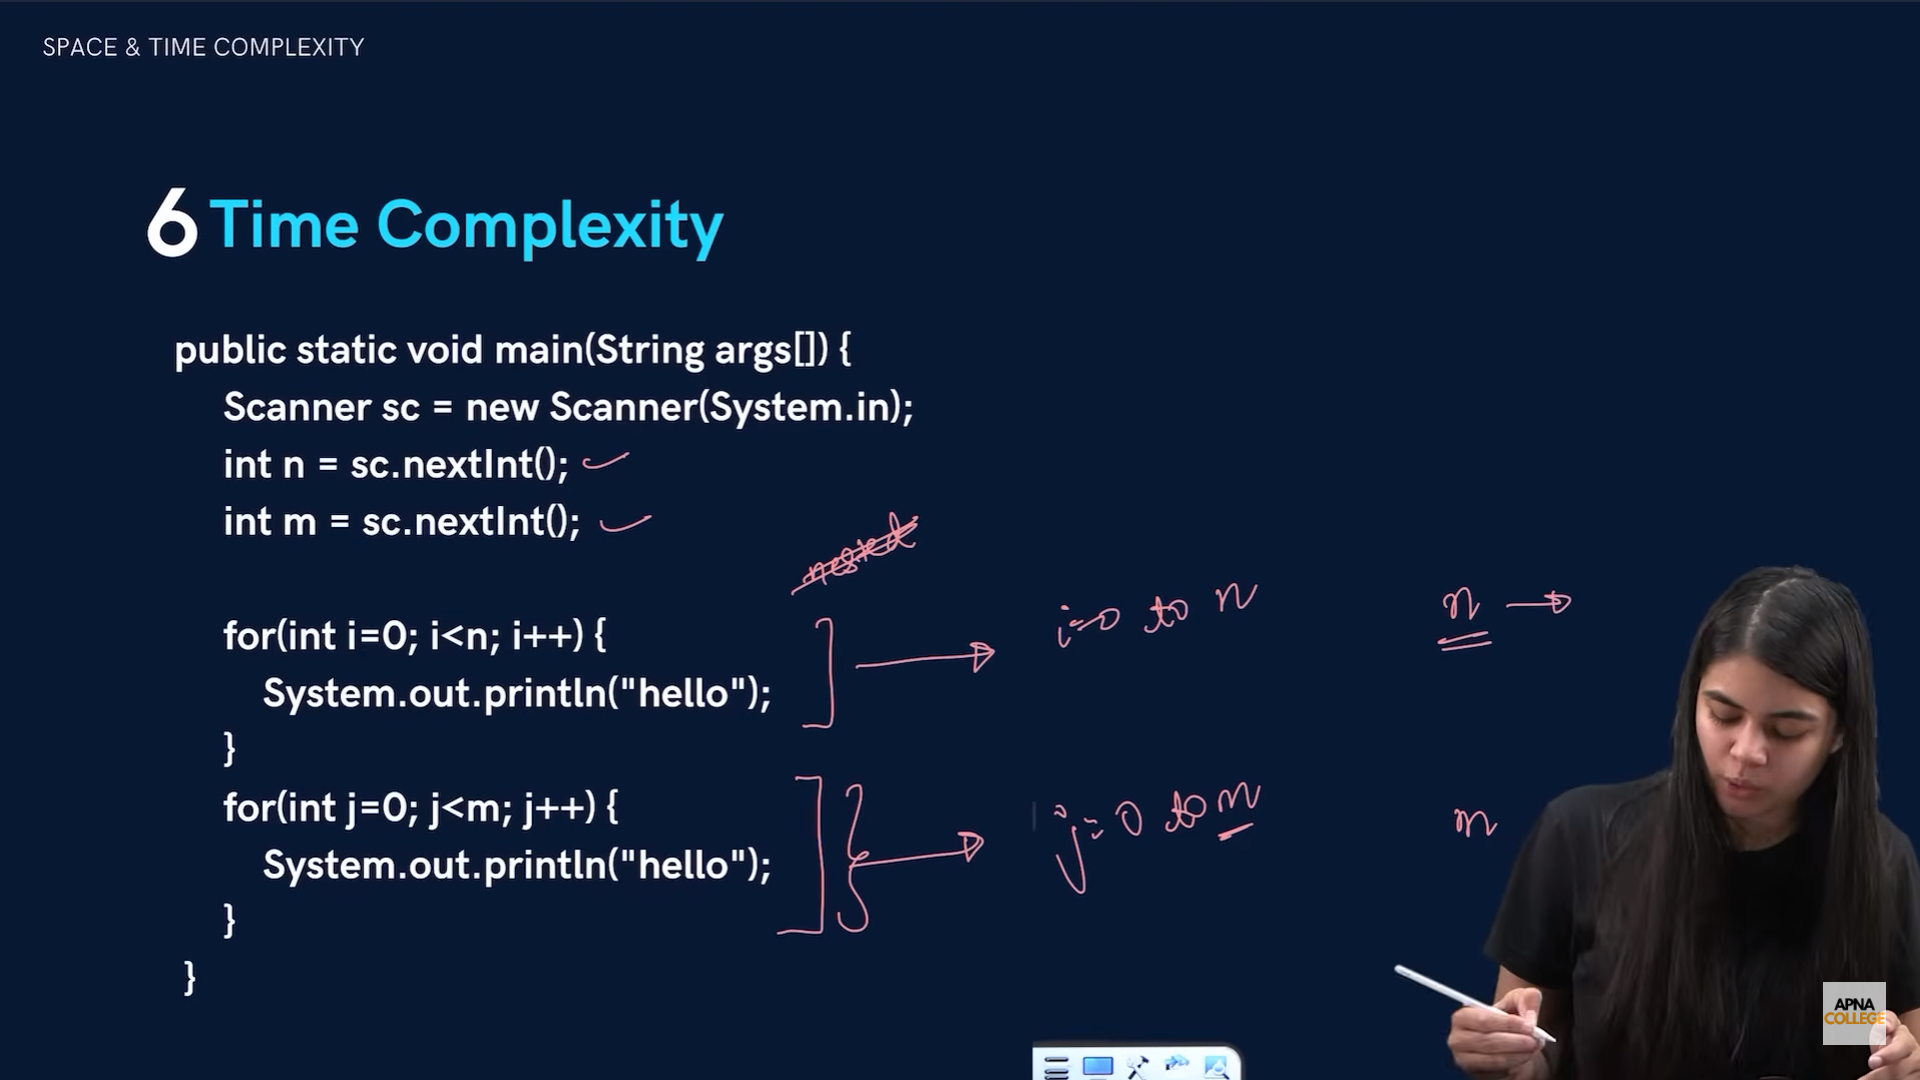 SPACE & TIME COMPLEXITY
6 Time Complexity
public static void main(String args[]) {
Scanner sc = new Scanner(System.in);
int n = sc.nextInt();
int m = sc.nextInt();
nested
for(int i=0; i<n; i++) {
System.out.println("hello");
}
i=0 to n
n
for(int j=0; j<m; j++) {
System.out.println("hello");
}
j=0 to m
m
}
APNA
COLLEGE